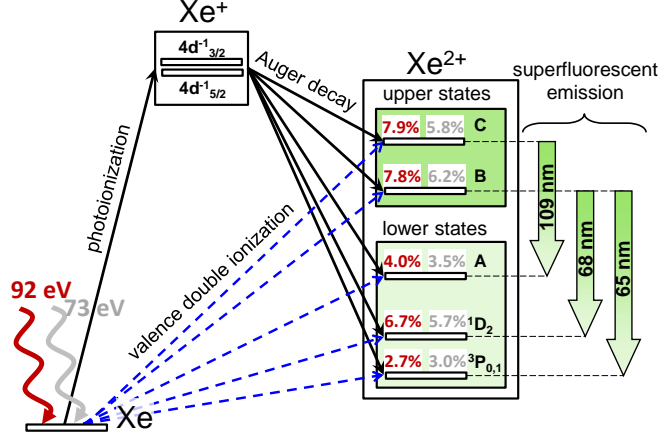 Xe⁺
4d⁻¹₃/₂
4d⁻¹₅/₂
Auger decay
photoionization
valence double ionization
92 eV
73 eV
Xe
Xe²⁺
upper states
7.9% 5.8% C
7.8% 6.2% B
lower states
4.0% 3.5% A
6.7% 5.7% ¹D₂
2.7% 3.0% ³P₀,₁
superfluorescent
emission
109 nm
68 nm
65 nm